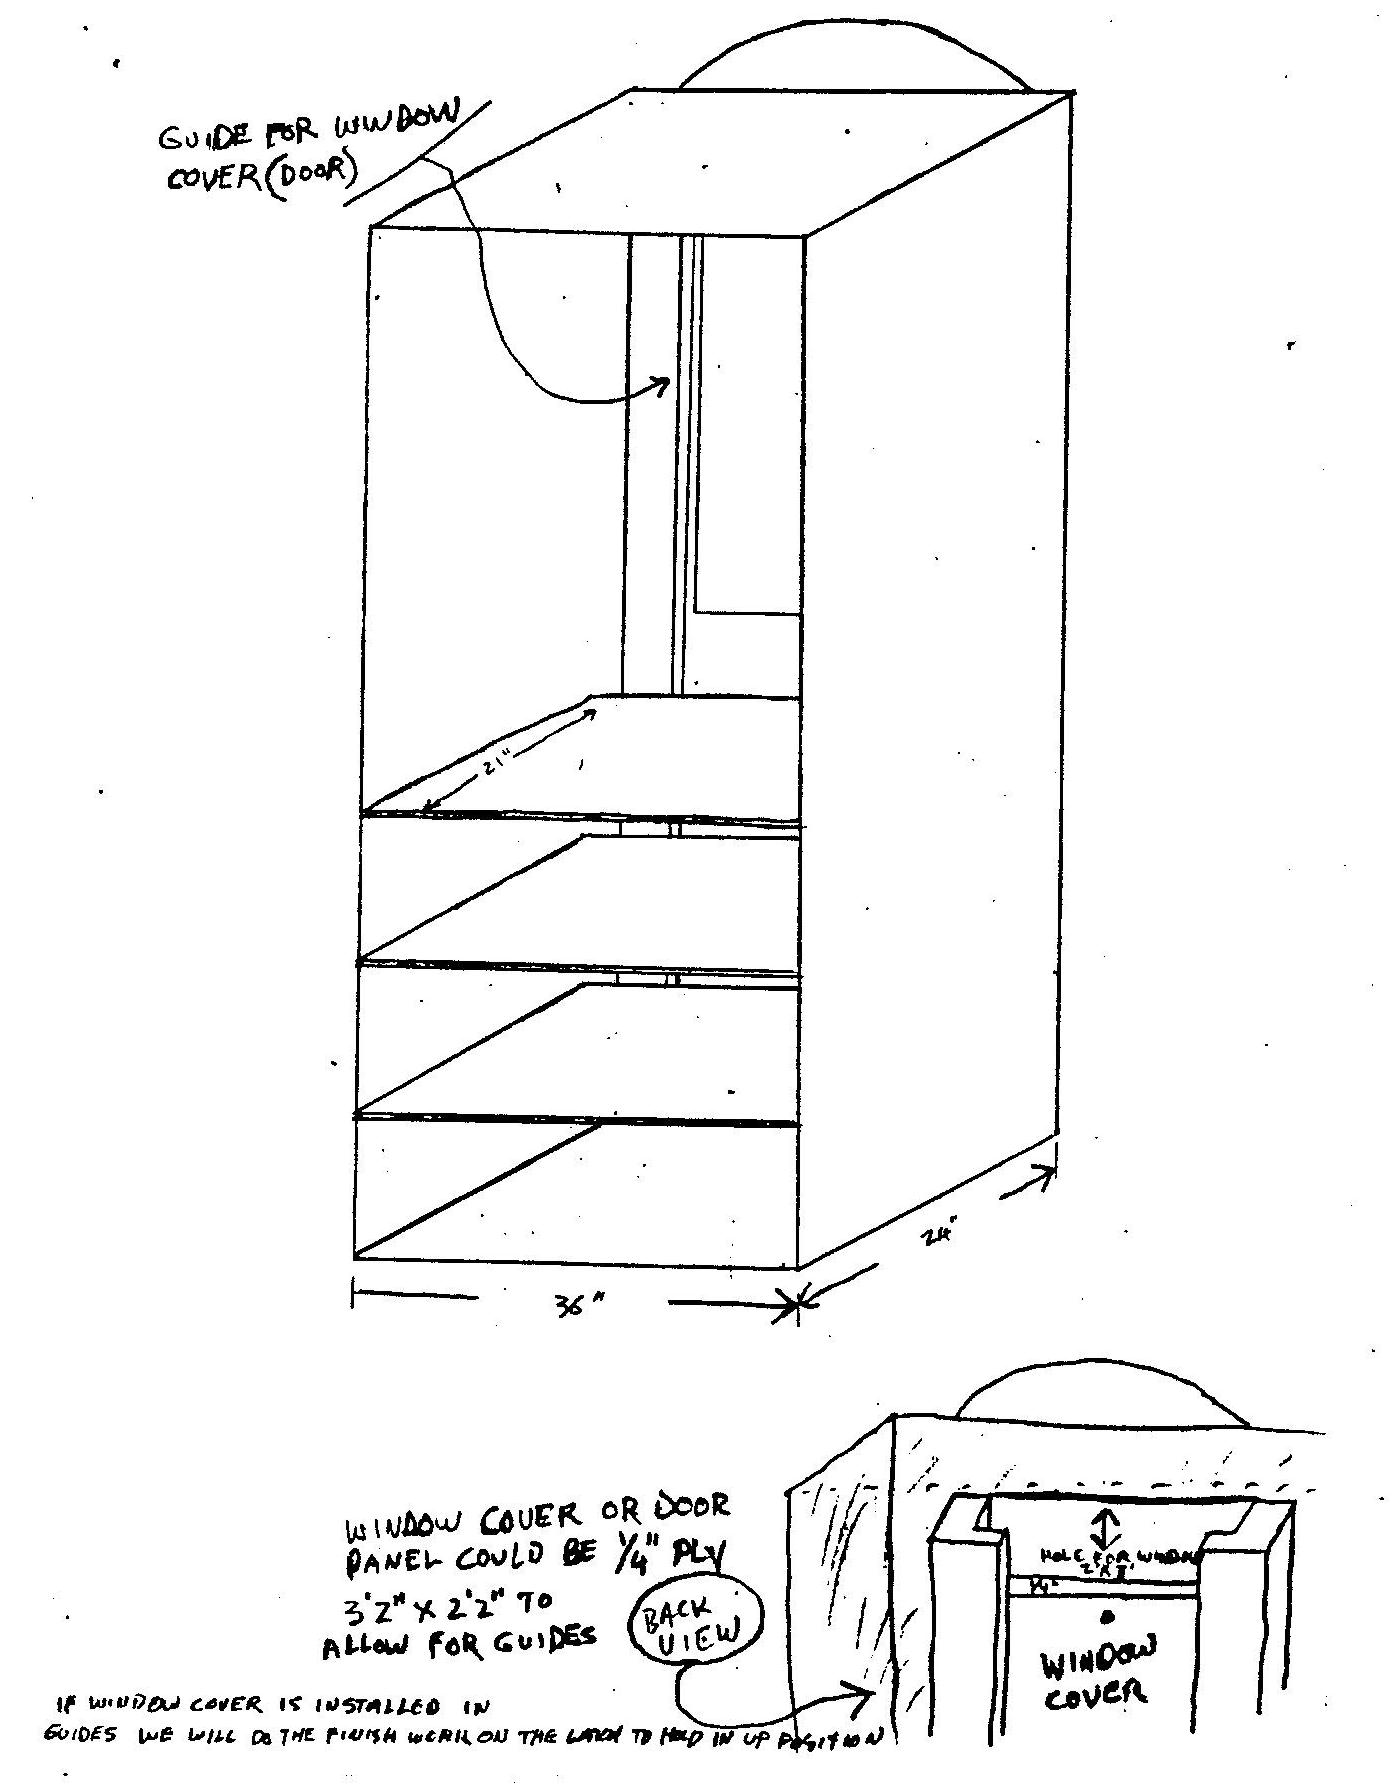 GUIDE FOR WINDOW
COVER (DOOR)
21"
24"
36"
WINDOW COVER OR DOOR
PANEL COULD BE 1/4" PLY
3'2" X 2'2" TO
ALLOW FOR GUIDES
BACK
VIEW
HOLE FOR WINDOW
1/4"
WINDOW
COVER
IF WINDOW COVER IS INSTALLED IN
GUIDES WE WILL DO THE FINISH WORK ON THE LATCH TO HOLD IN UP POSITION